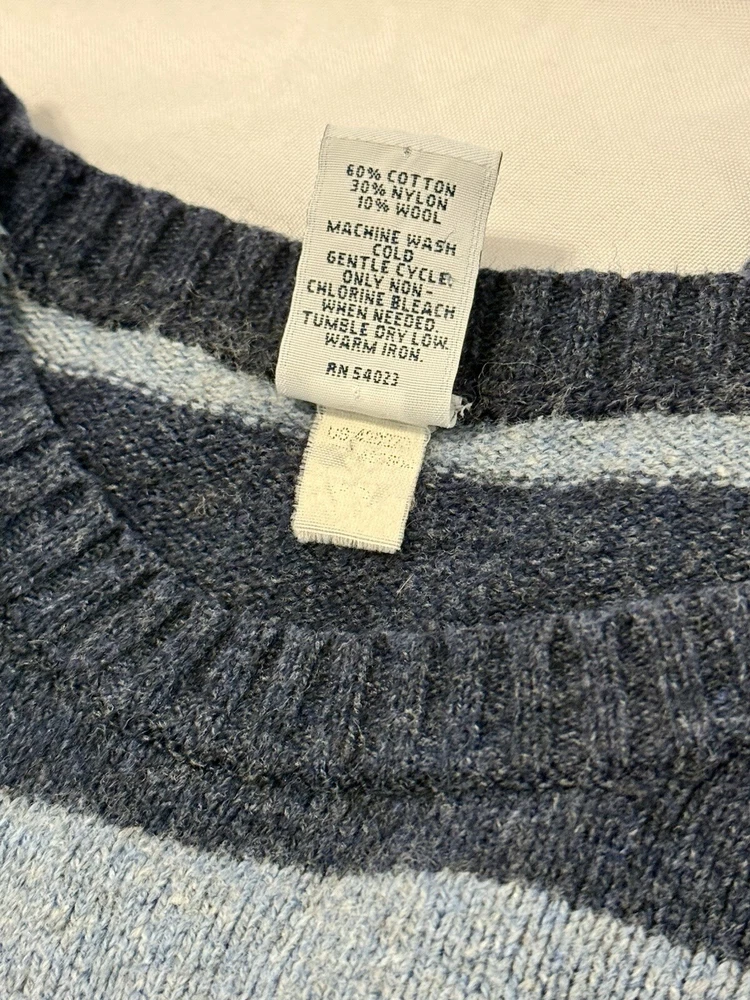 60% COTTON
30% NYLON
10% WOOL
MACHINE WASH
COLD
GENTLE CYCLE.
ONLY NON-
CHLORINE BLEACH
WHEN NEEDED.
TUMBLE DRY LOW.
WARM IRON.
RN 54023